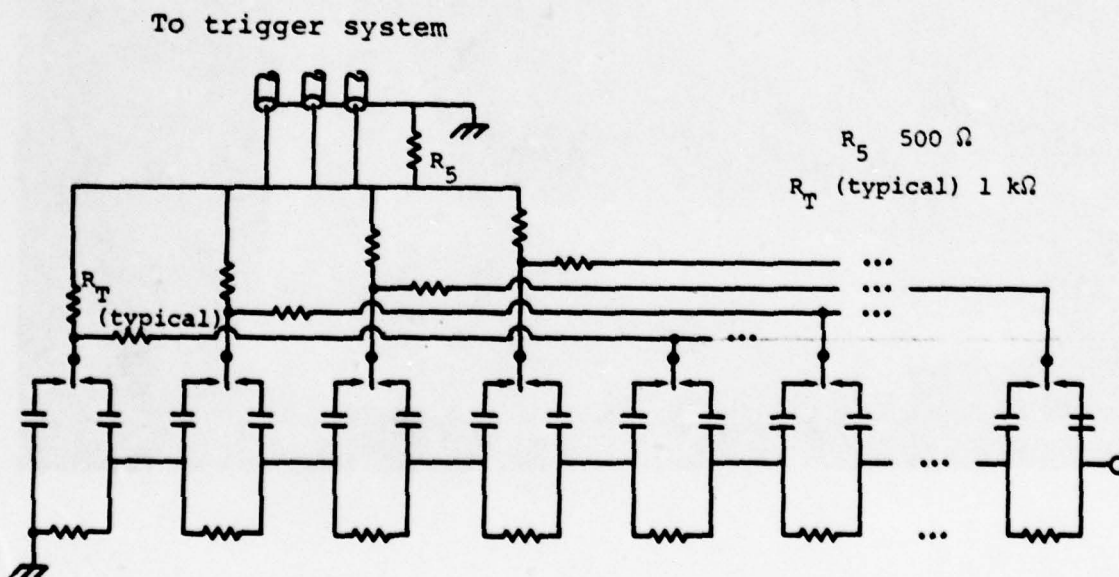 To trigger system
R5
R5 500 Ω
RT (typical) 1 kΩ
RT
(typical)
...
...
...
...
...
...